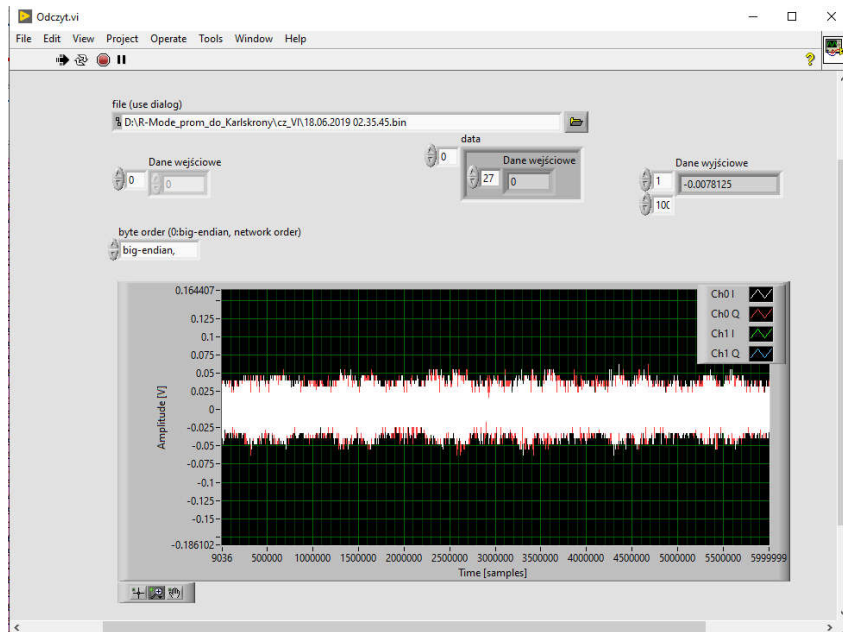 Odczyt.vi
File Edit View Project Operate Tools Window Help
file (use dialog)
D:\R-Mode_prom_do_Karlskrony\cz_VI\18.06.2019 02.35.45.bin
data
Dane wejściowe
0
0
0
Dane wejściowe
27
0
Dane wyjściowe
1
-0.0078125
100
byte order (0:big-endian, network order)
big-endian,
Ch0 I
Ch0 Q
Ch1 I
Ch1 Q
Amplitude [V]
0.164407
0.125
0.1
0.075
0.05
0.025
0
-0.025
-0.05
-0.075
-0.1
-0.125
-0.15
-0.186102
9036 500000 1000000 1500000 2000000 2500000 3000000 3500000 4000000 4500000 5000000 5500000 5999999
Time [samples]